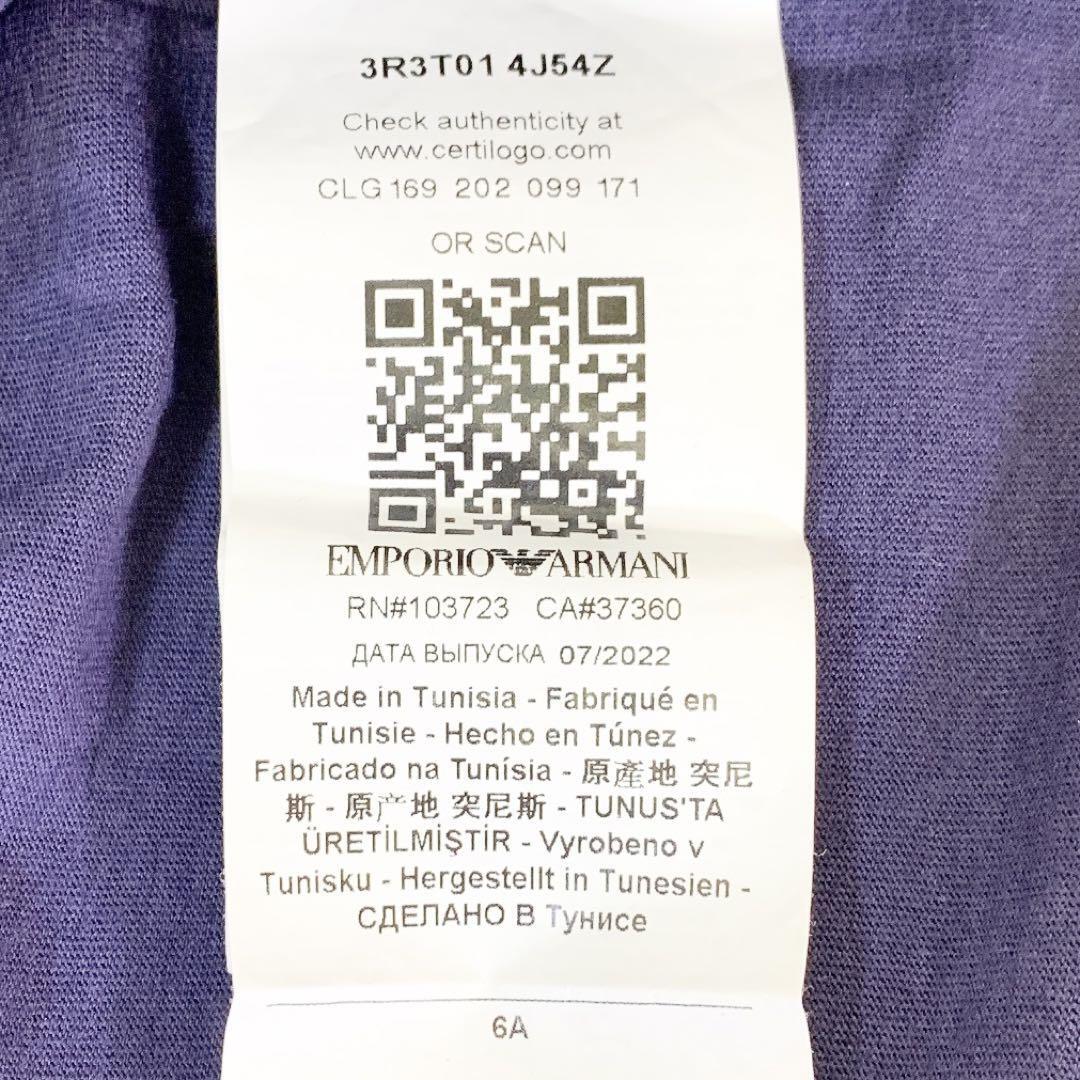 3R3T01 4J54Z
Check authenticity at
www.certilogo.com
CLG 169 202 099 171
OR SCAN
EMPORIO ARMANI
RN#103723 CA#37360
ДАТА ВЫПУСКА 07/2022
Made in Tunisia - Fabriqué en
Tunisie - Hecho en Túnez -
Fabricado na Tunísia - 原產地 突尼
斯 - 原产地 突尼斯 - TUNUS'TA
ÜRETİLMİŞTİR - Vyrobeno v
Tunisku - Hergestellt in Tunesien -
СДЕЛАНО В Тунисе
6A